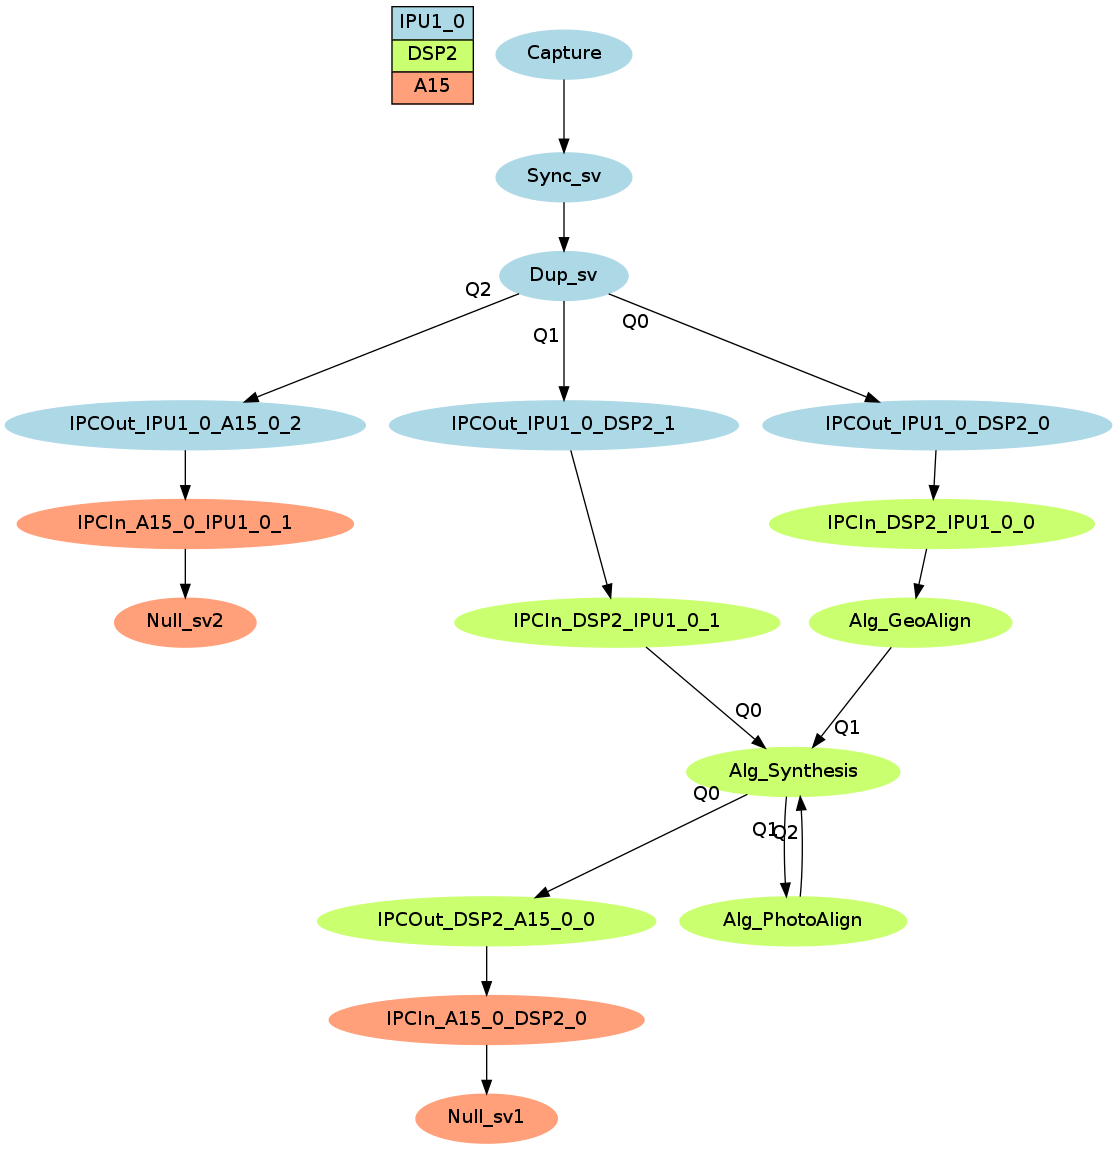 IPU1_0
DSP2
A15
Capture
Sync_sv
Dup_sv
Q2
Q1
Q0
IPCOut_IPU1_0_A15_0_2
IPCOut_IPU1_0_DSP2_1
IPCOut_IPU1_0_DSP2_0
IPCIn_A15_0_IPU1_0_1
IPCIn_DSP2_IPU1_0_0
Null_sv2
IPCIn_DSP2_IPU1_0_1
Alg_GeoAlign
Q0
Q1
Alg_Synthesis
Q0
Q1
Q2
IPCOut_DSP2_A15_0_0
Alg_PhotoAlign
IPCIn_A15_0_DSP2_0
Null_sv1